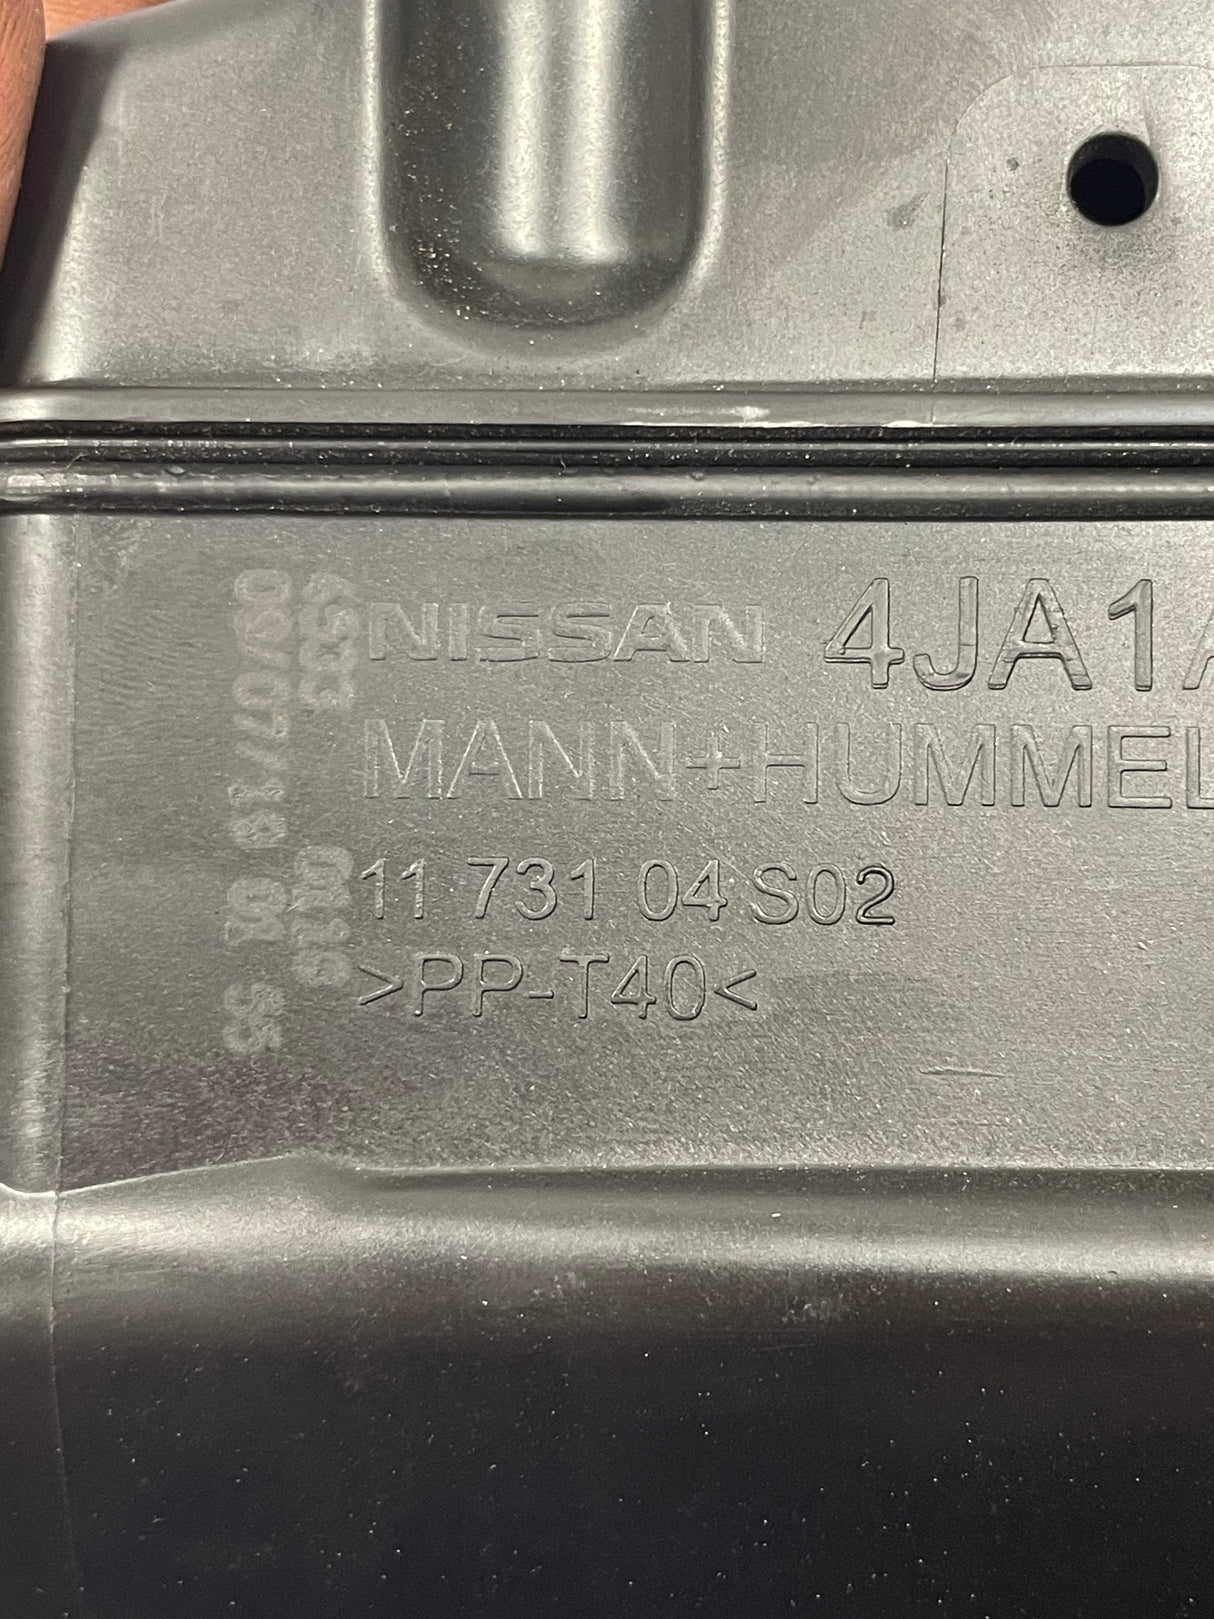 NISSAN 4JA1A
MANN+HUMMEL
11 731 04 S02
>PP-T40<